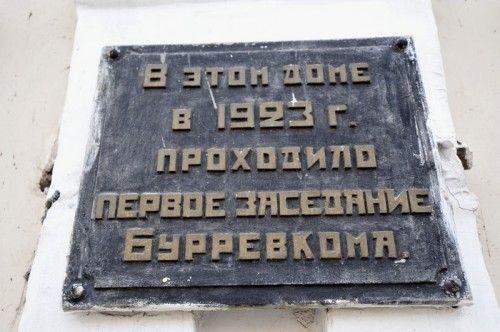 В этом доме
в 1923 г.
проходило
первое заседание
Бурревкома.